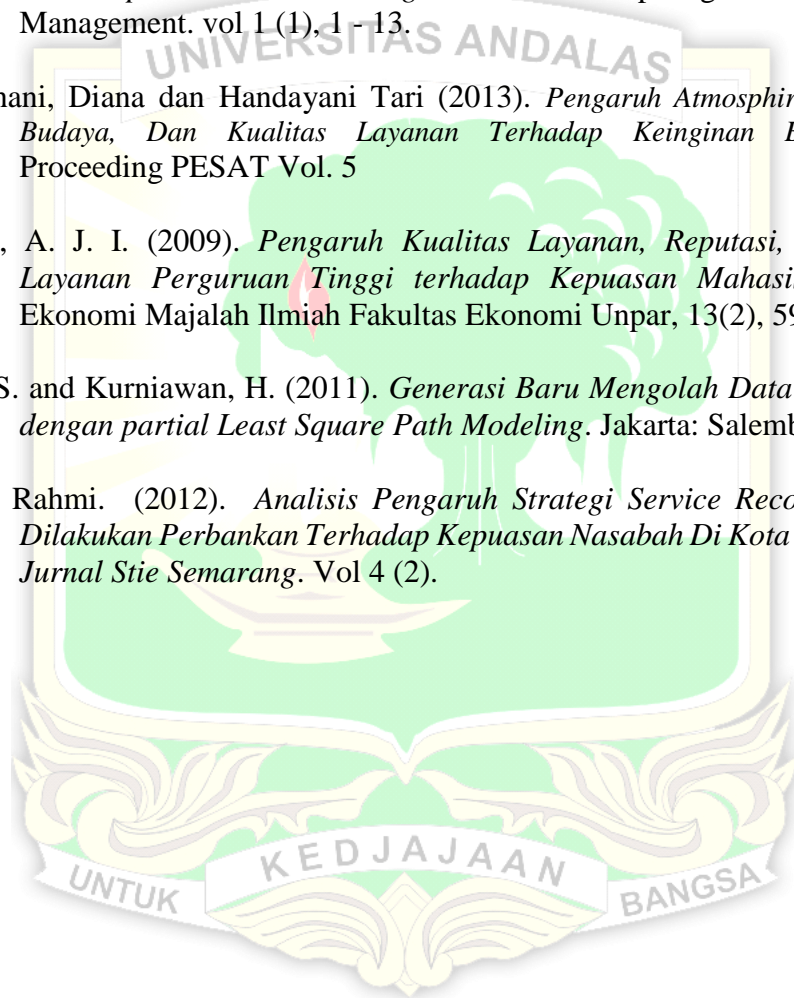 Management. vol 1 (1), 1 - 13.
UNIVERSITAS ANDALAS
nani, Diana dan Handayani Tari (2013). Pengaruh Atmosphir
Budaya, Dan Kualitas Layanan Terhadap Keinginan
Proceeding PESAT Vol. 5
, A. J. I. (2009). Pengaruh Kualitas Layanan, Reputasi,
Layanan Perguruan Tinggi terhadap Kepuasan Mahasi
Ekonomi Majalah Ilmiah Fakultas Ekonomi Unpar, 13(2), 59
S. and Kurniawan, H. (2011). Generasi Baru Mengolah Data
dengan partial Least Square Path Modeling. Jakarta: Salemb
Rahmi. (2012). Analisis Pengaruh Strategi Service Reco
Dilakukan Perbankan Terhadap Kepuasan Nasabah Di Kota
Jurnal Stie Semarang. Vol 4 (2).
UNTUK KEDJAJAAN BANGSA